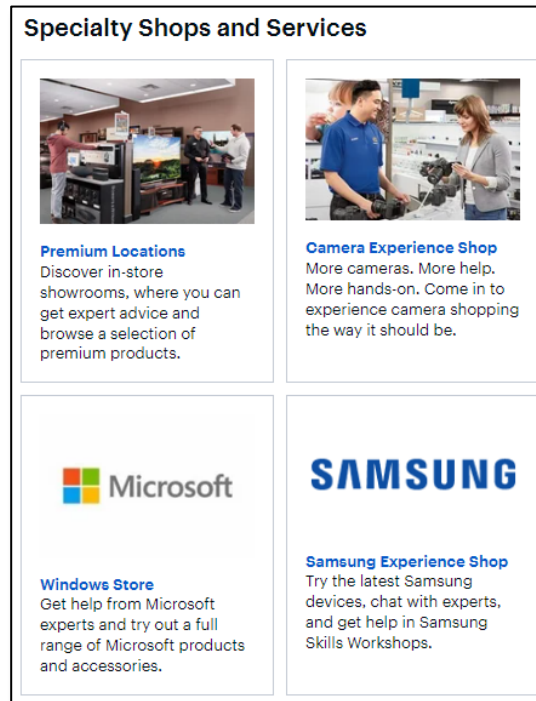 Specialty Shops and Services
Premium Locations
Discover in-store
showrooms, where you can
get expert advice and
browse a selection of
premium products.
Camera Experience Shop
More cameras. More help.
More hands-on. Come in to
experience camera shopping
the way it should be.
Microsoft
Windows Store
Get help from Microsoft
experts and try out a full
range of Microsoft products
and accessories.
SAMSUNG
Samsung Experience Shop
Try the latest Samsung
devices, chat with experts,
and get help in Samsung
Skills Workshops.